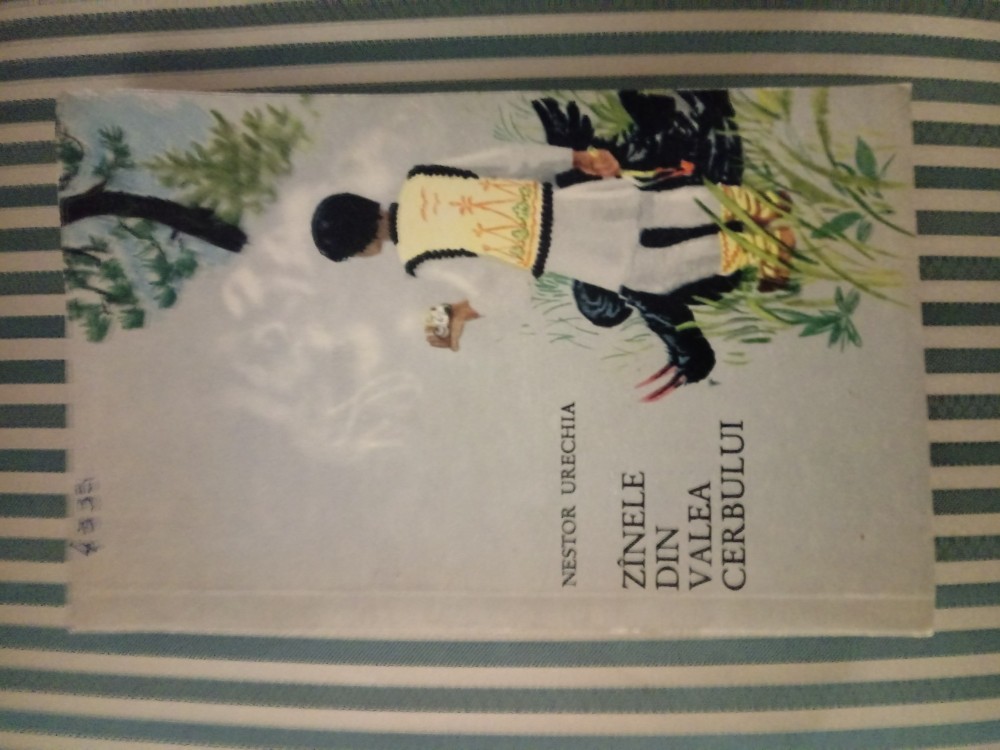 NESTOR URECHIA
ZÎNELE
DIN
VALEA
CERBULUI